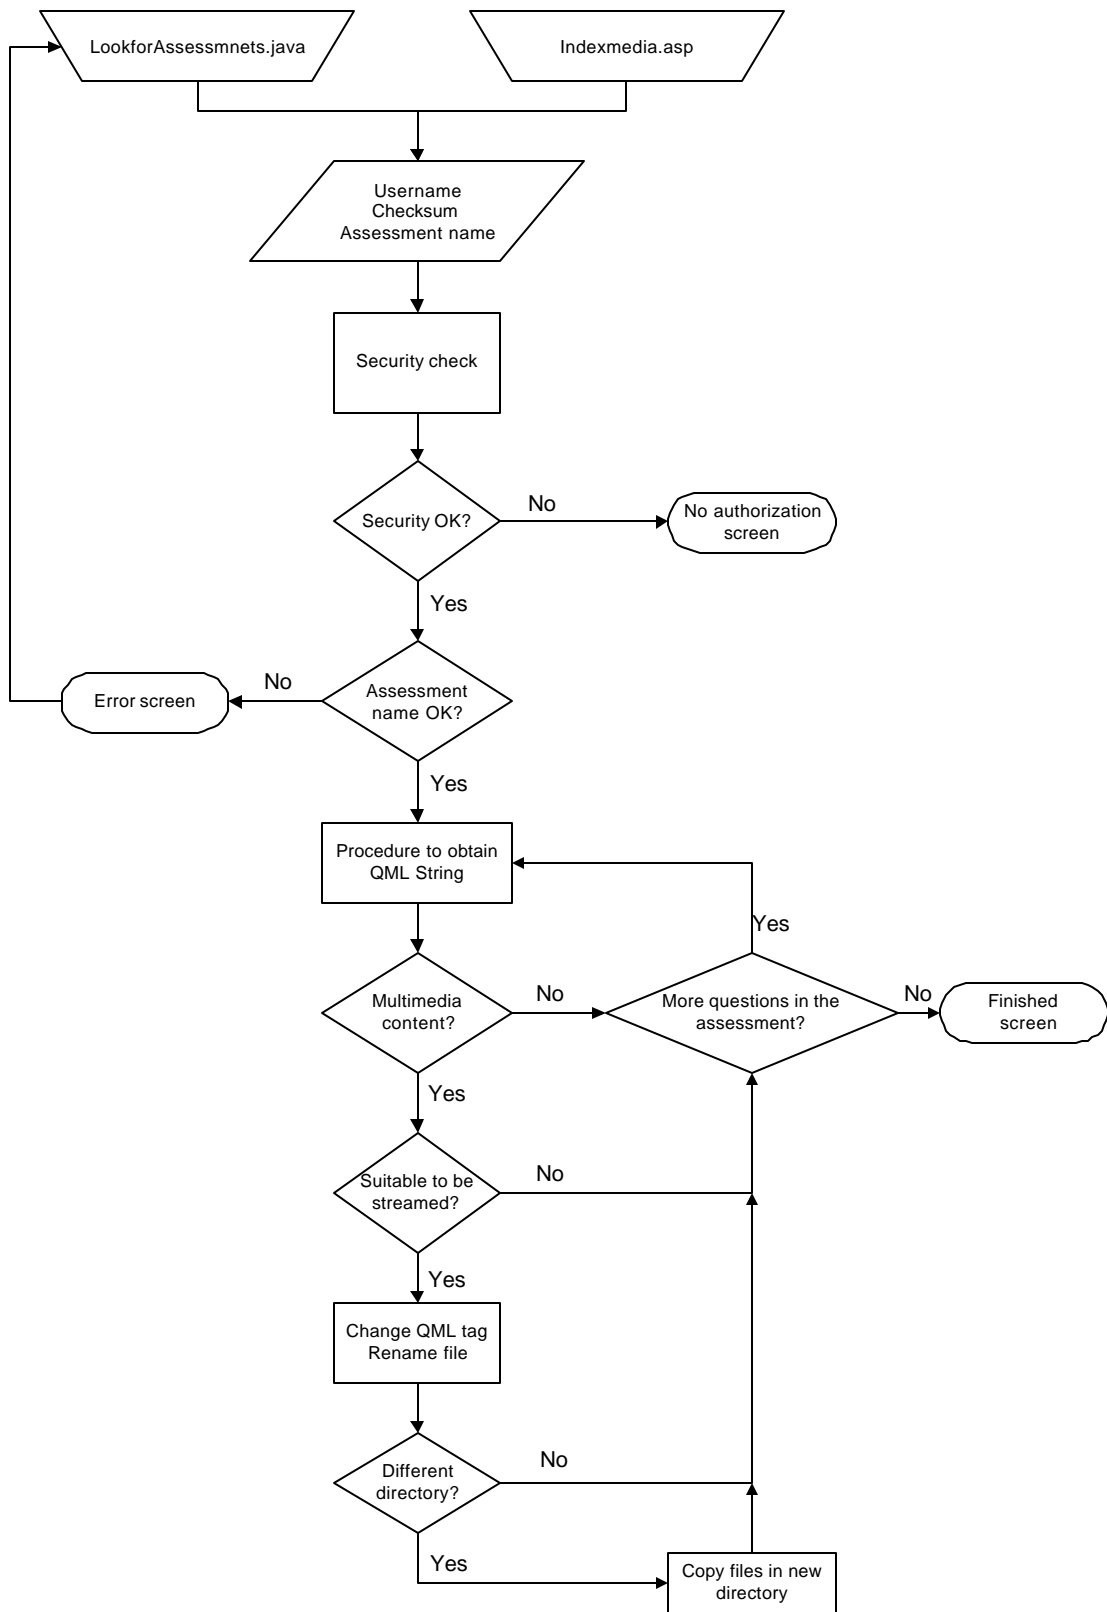 LookforAssessmnets.java
Indexmedia.asp
Username
Checksum
Assessment name
Security check
Security OK?
No
No authorization
screen
Yes
Assessment
name OK?
No
Error screen
Yes
Procedure to obtain
QML String
Yes
Multimedia
content?
No
More questions in the
assessment?
No
Finished
screen
Yes
Suitable to be
streamed?
No
Yes
Change QML tag
Rename file
Different
directory?
No
Yes
Copy files in new
directory